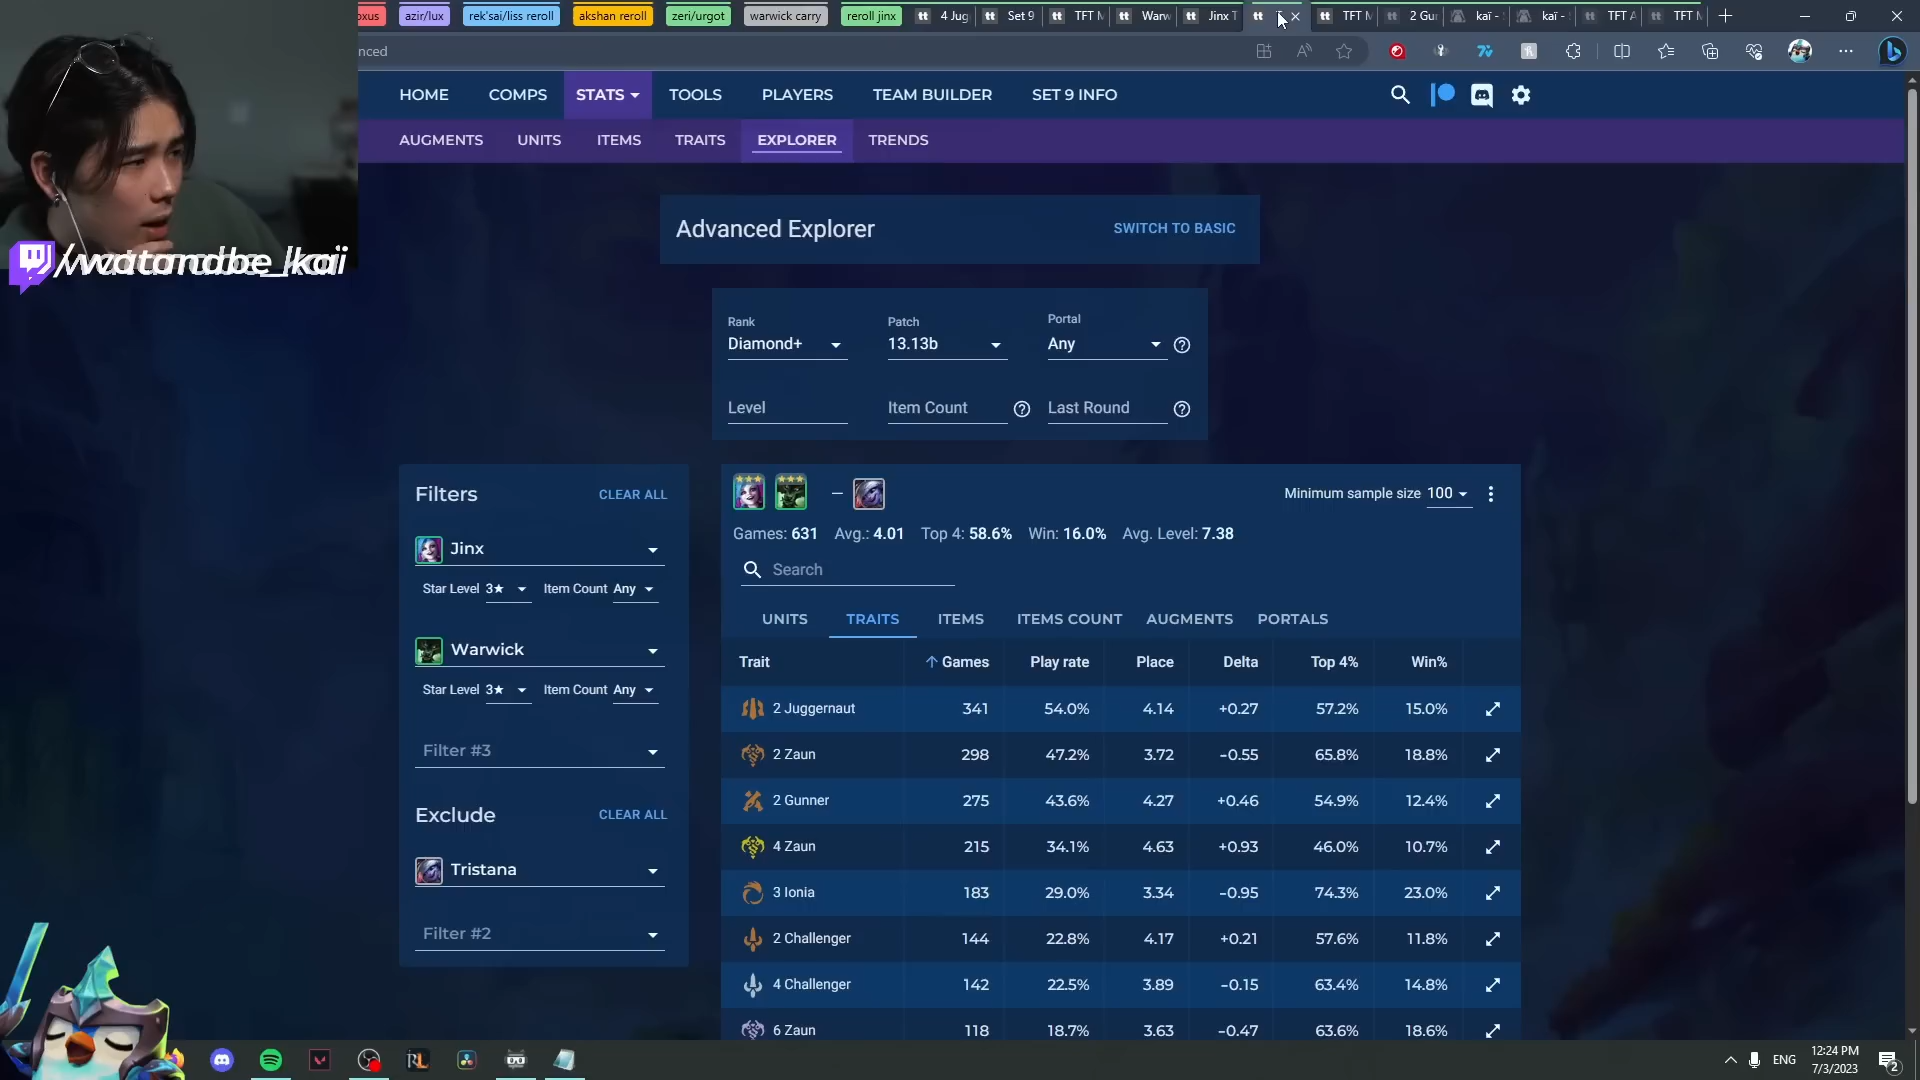 oxus azir/lux rek'sai/liss reroll akshan reroll zeri/urgot warwick carry reroll jinx 4 Jug Set 9 TFT M Warw Jinx T TFT M 2 Gu kaï - kaï - TFT A TFT M
nced
HOME COMPS STATS TOOLS PLAYERS TEAM BUILDER SET 9 INFO
AUGMENTS UNITS ITEMS TRAITS EXPLORER TRENDS
/watanabe_kaï
Advanced Explorer SWITCH TO BASIC
Rank Patch Portal
Diamond+ 13.13b Any
Level Item Count Last Round
Filters CLEAR ALL
Jinx
Star Level 3★ Item Count Any
Warwick
Star Level 3★ Item Count Any
Filter #3
Exclude CLEAR ALL
Tristana
Filter #2
Minimum sample size 100
Games: 631 Avg.: 4.01 Top 4: 58.6% Win: 16.0% Avg. Level: 7.38
Search
UNITS TRAITS ITEMS ITEMS COUNT AUGMENTS PORTALS
Trait Games Play rate Place Delta Top 4% Win%
2 Juggernaut 341 54.0% 4.14 +0.27 57.2% 15.0%
2 Zaun 298 47.2% 3.72 -0.55 65.8% 18.8%
2 Gunner 275 43.6% 4.27 +0.46 54.9% 12.4%
4 Zaun 215 34.1% 4.63 +0.93 46.0% 10.7%
3 Ionia 183 29.0% 3.34 -0.95 74.3% 23.0%
2 Challenger 144 22.8% 4.17 +0.21 57.6% 11.8%
4 Challenger 142 22.5% 3.89 -0.15 63.4% 14.8%
6 Zaun 118 18.7% 3.63 -0.47 63.6% 18.6%
ENG 12:24 PM
7/3/2023 2